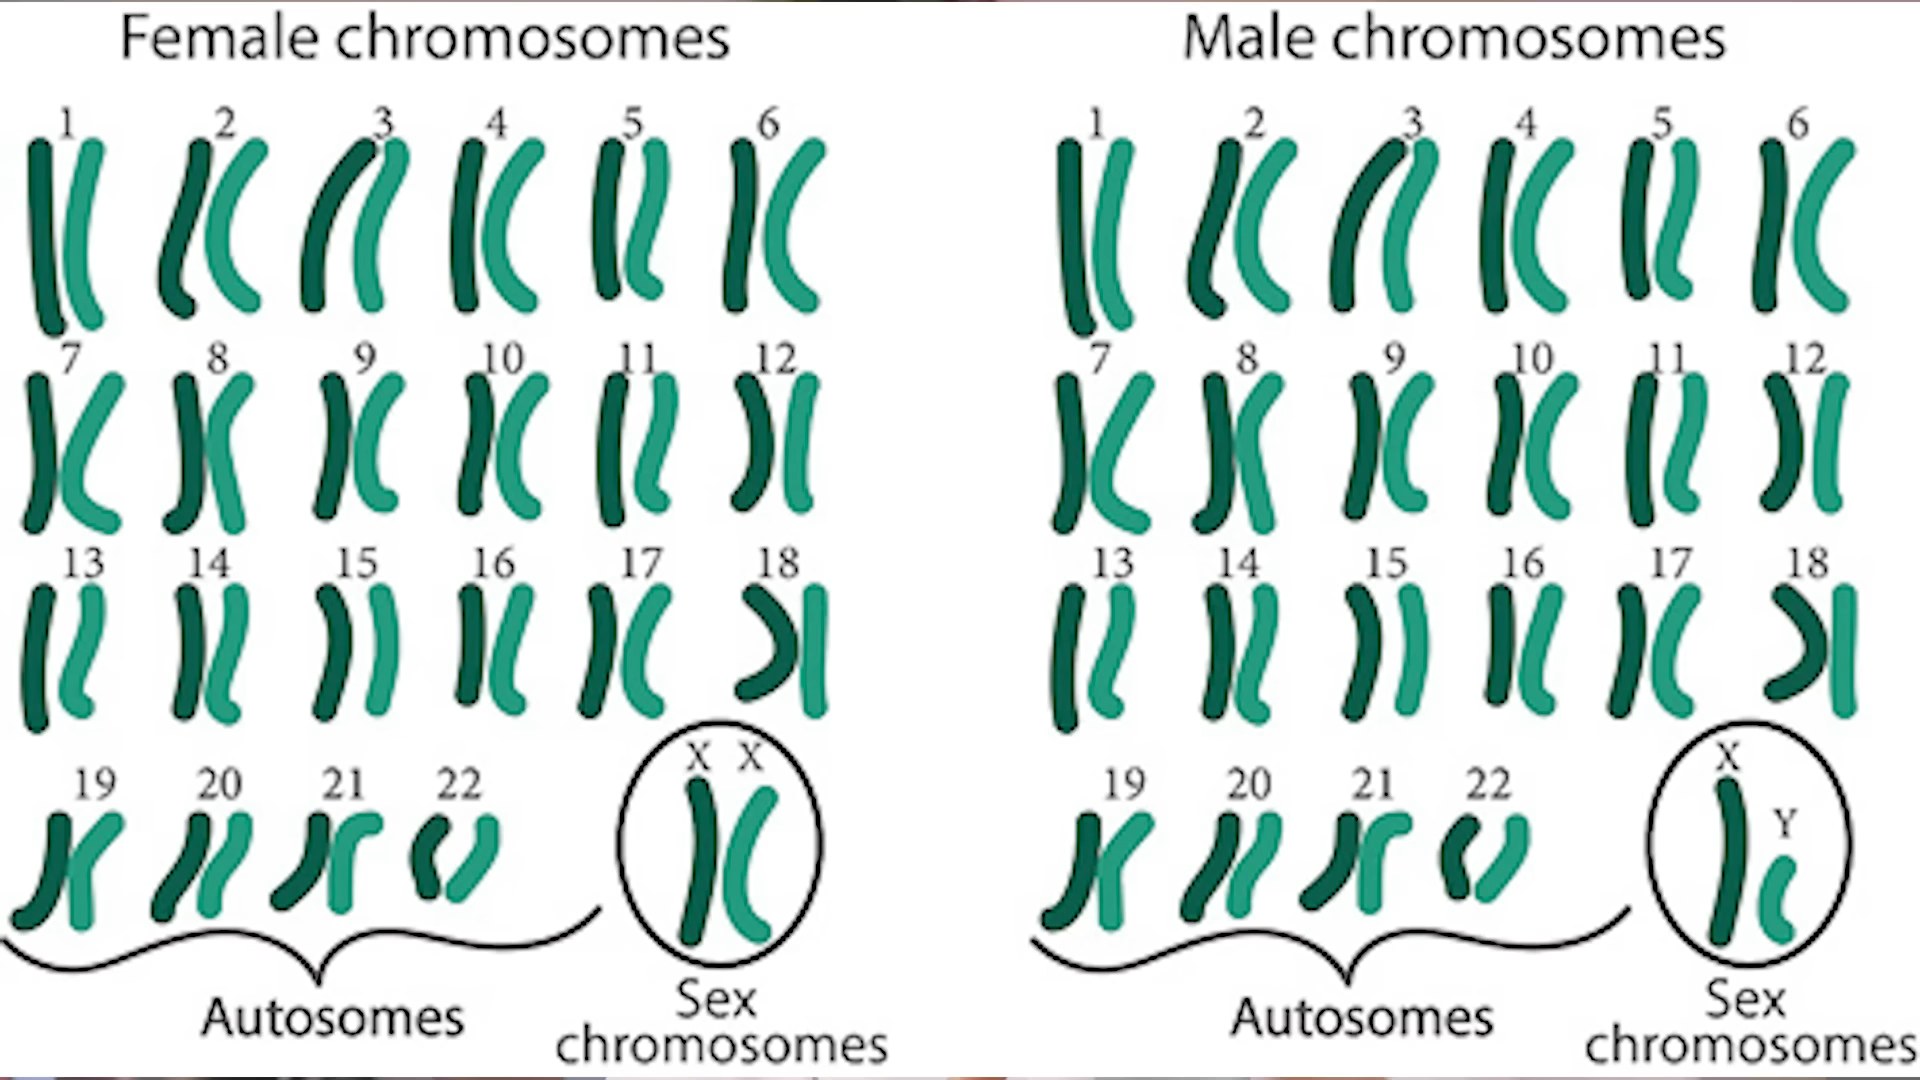 Female chromosomes
1 2 3 4 5 6
7 8 9 10 11 12
13 14 15 16 17 18
19 20 21 22
X X
Autosomes
Sex
chromosomes
Male chromosomes
1 2 3 4 5 6
7 8 9 10 11 12
13 14 15 16 17 18
19 20 21 22
X
Y
Autosomes
Sex
chromosomes